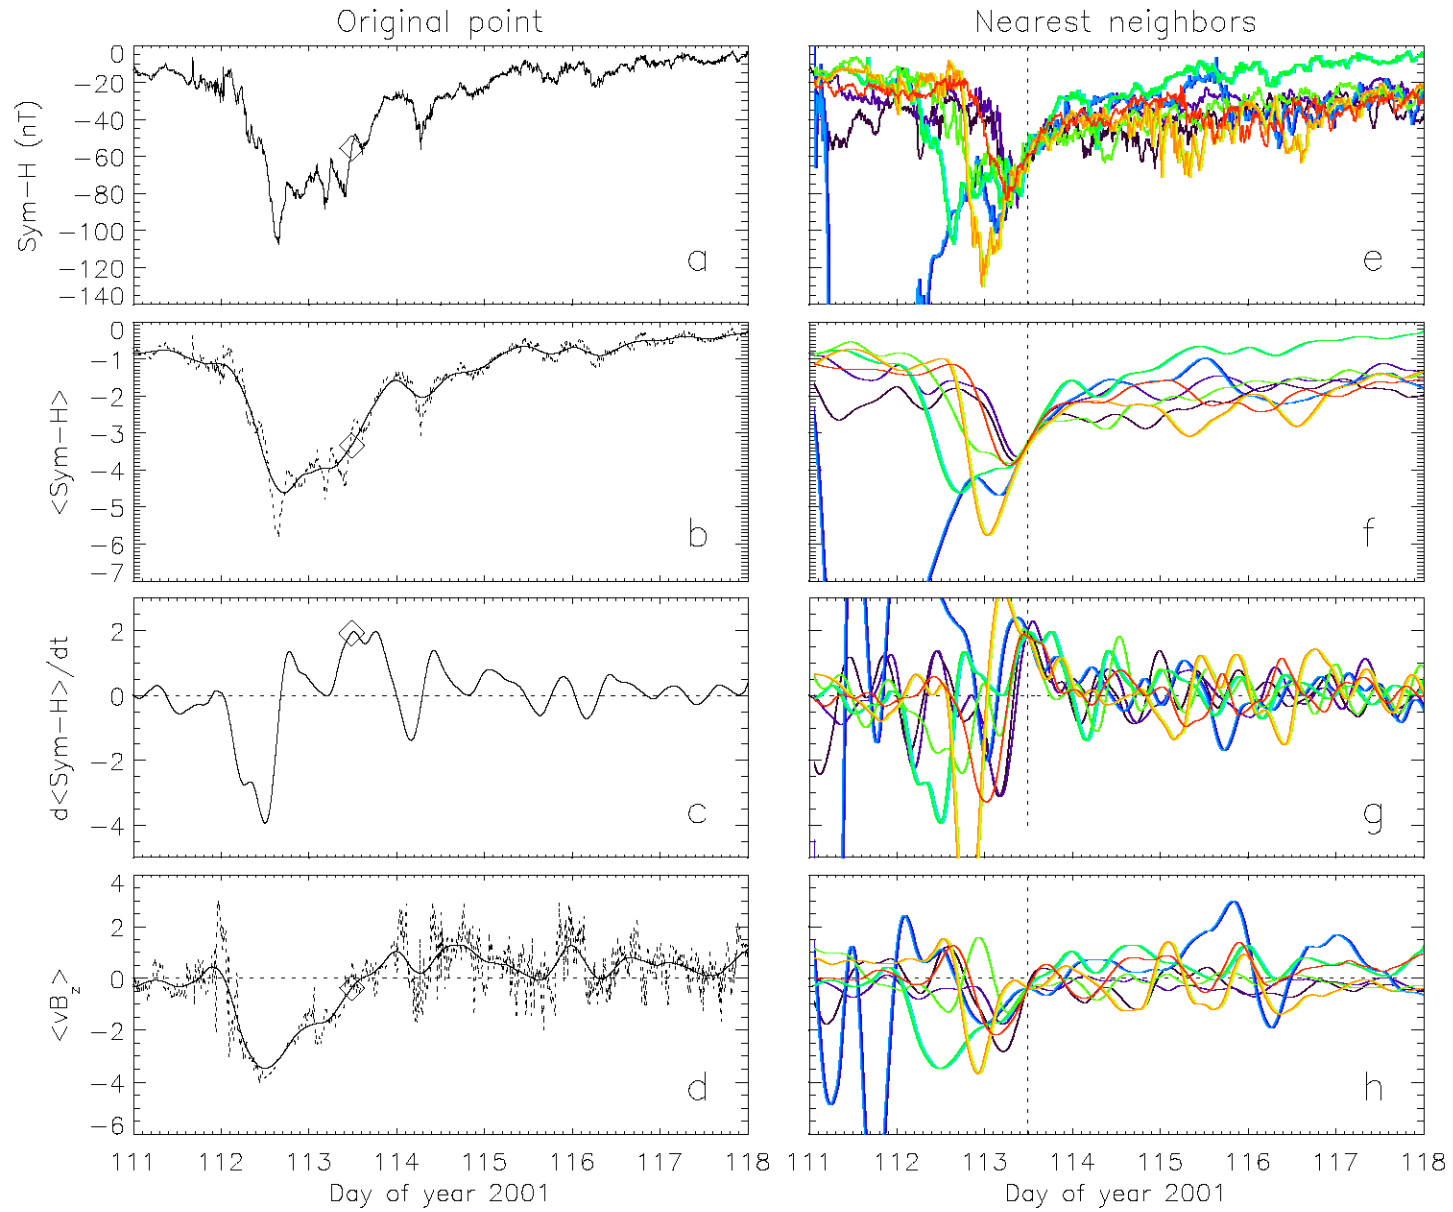 Original point
Nearest neighbors
Sym-H (nT)
0
-20
-40
-60
-80
-100
-120
-140
a
e
<Sym-H>
0
-1
-2
-3
-4
-5
-6
-7
b
f
d<Sym-H>/dt
2
0
-2
-4
c
g
<vB_z>
4
2
0
-2
-4
-6
d
h
111 112 113 114 115 116 117 118
111 112 113 114 115 116 117 118
Day of year 2001
Day of year 2001